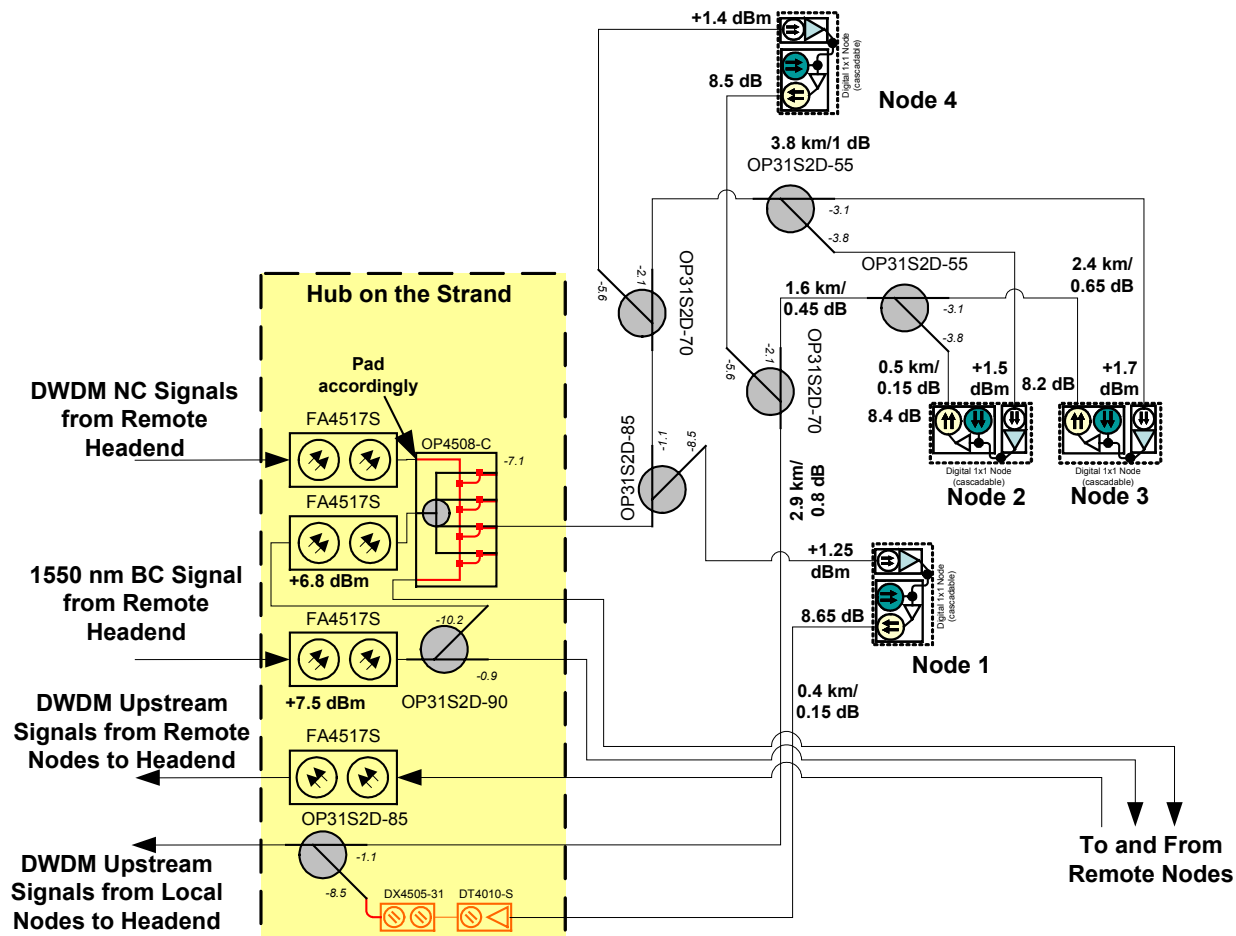 +1.4 dBm
8.5 dB
Digital 1x1 Node
(cascadable)
Node 4
3.8 km/1 dB
OP31S2D-55
-3.1
-3.8
-5.6
-2.1
OP31S2D-70
OP31S2D-55
1.6 km/
0.45 dB
-3.1
-3.8
2.4 km/
0.65 dB
-5.6
-2.1
OP31S2D-70
0.5 km/
0.15 dB
+1.5
dBm
8.2 dB
+1.7
dBm
8.4 dB
Digital 1x1 Node
(cascadable)
Node 2
Digital 1x1 Node
(cascadable)
Node 3
Hub on the Strand
Pad
accordingly
DWDM NC Signals
from Remote
Headend
FA4517S
OP4508-C
-7.1
FA4517S
+6.8 dBm
OP31S2D-85
-1.1
-8.5
2.9 km/
0.8 dB
+1.25
dBm
8.65 dB
Digital 1x1 Node
(cascadable)
Node 1
1550 nm BC Signal
from Remote
Headend
FA4517S
+7.5 dBm
-10.2
-0.9
OP31S2D-90
0.4 km/
0.15 dB
DWDM Upstream
Signals from Remote
Nodes to Headend
FA4517S
OP31S2D-85
-1.1
-8.5
DX4505-31
DT4010-S
DWDM Upstream
Signals from Local
Nodes to Headend
To and From
Remote Nodes